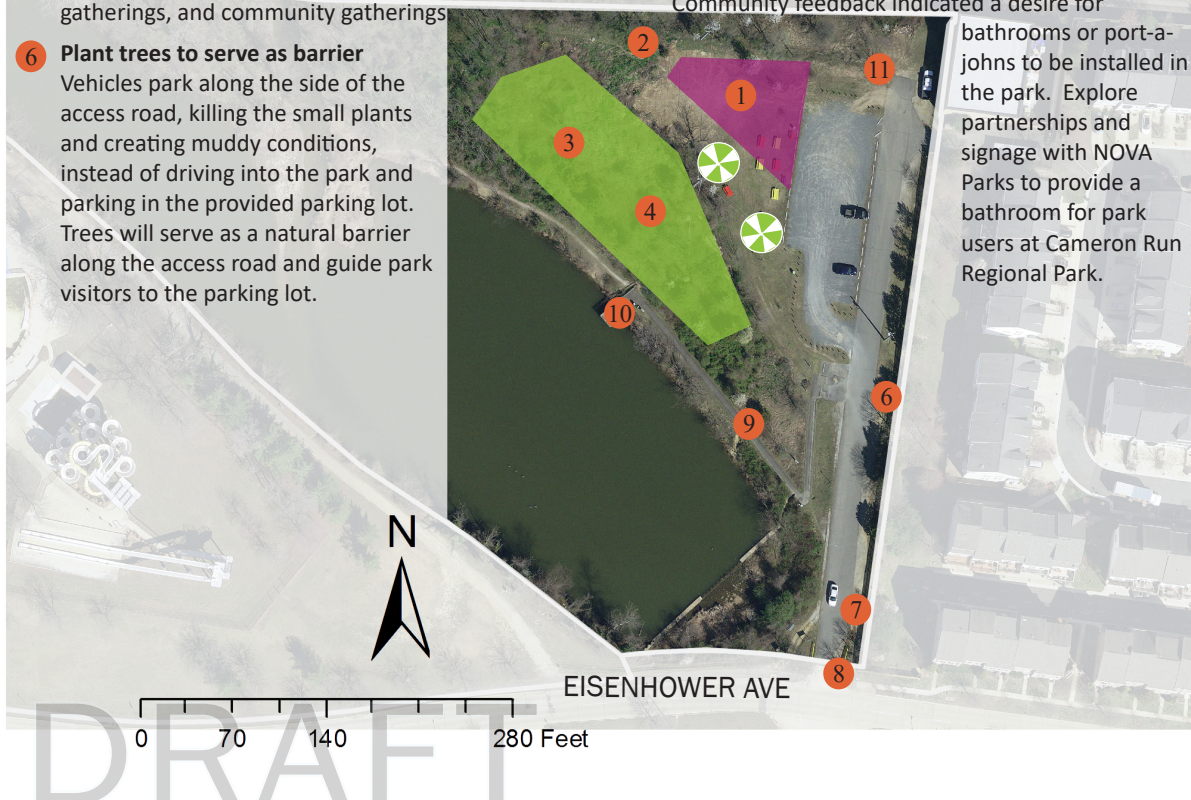 gatherings, and community gatherings
6 Plant trees to serve as barrier
Vehicles park along the side of the
access road, killing the small plants
and creating muddy conditions,
instead of driving into the park and
parking in the provided parking lot.
Trees will serve as a natural barrier
along the access road and guide park
visitors to the parking lot.
Community feedback indicated a desire for
bathrooms or port-a-
johns to be installed in
the park. Explore
partnerships and
signage with NOVA
Parks to provide a
bathroom for park
users at Cameron Run
Regional Park.
2
11
1
3
4
10
6
9
7
8
N
EISENHOWER AVE
0 70 140 280 Feet
DRAFT